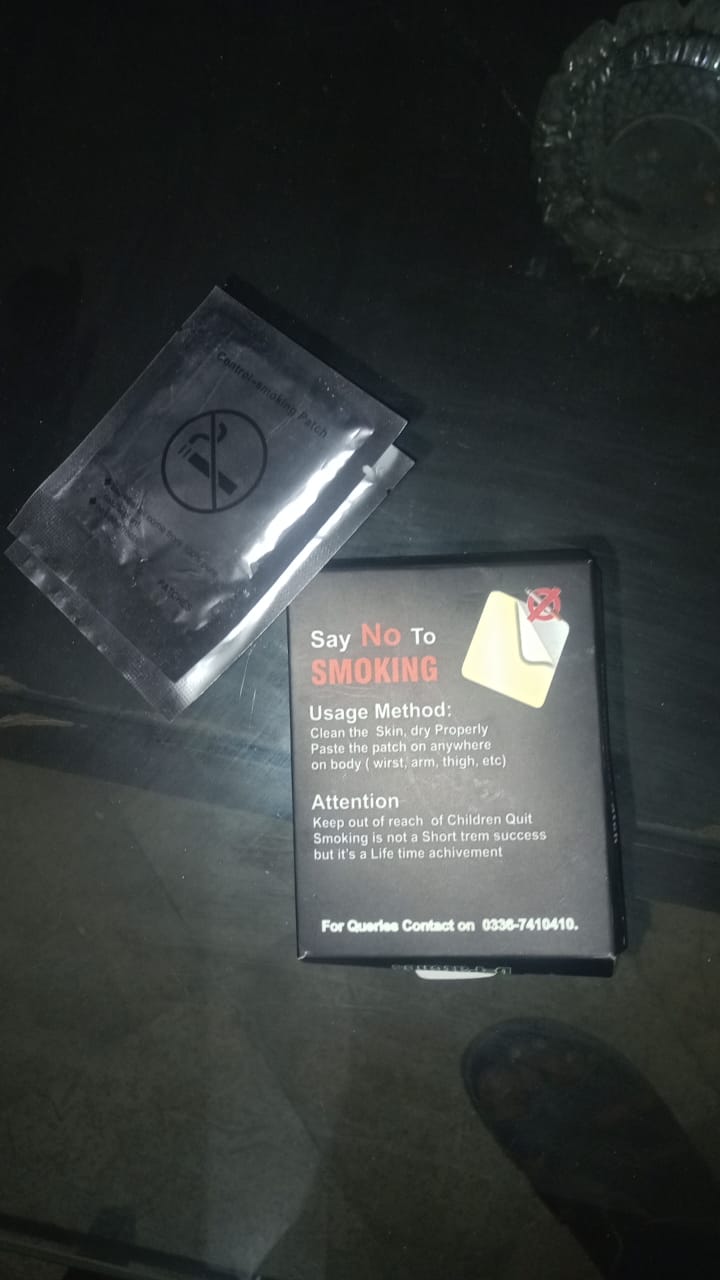 Control-smoking Patch
PATCHES
Say No To
SMOKING
Usage Method:
Clean the Skin, dry Properly
Paste the patch on anywhere
on body ( wirst, arm, thigh, etc)
Attention
Keep out of reach of Children Quit
Smoking is not a Short trem success
but it's a Life time achivement
For Queries Contact on 0336-7410410.